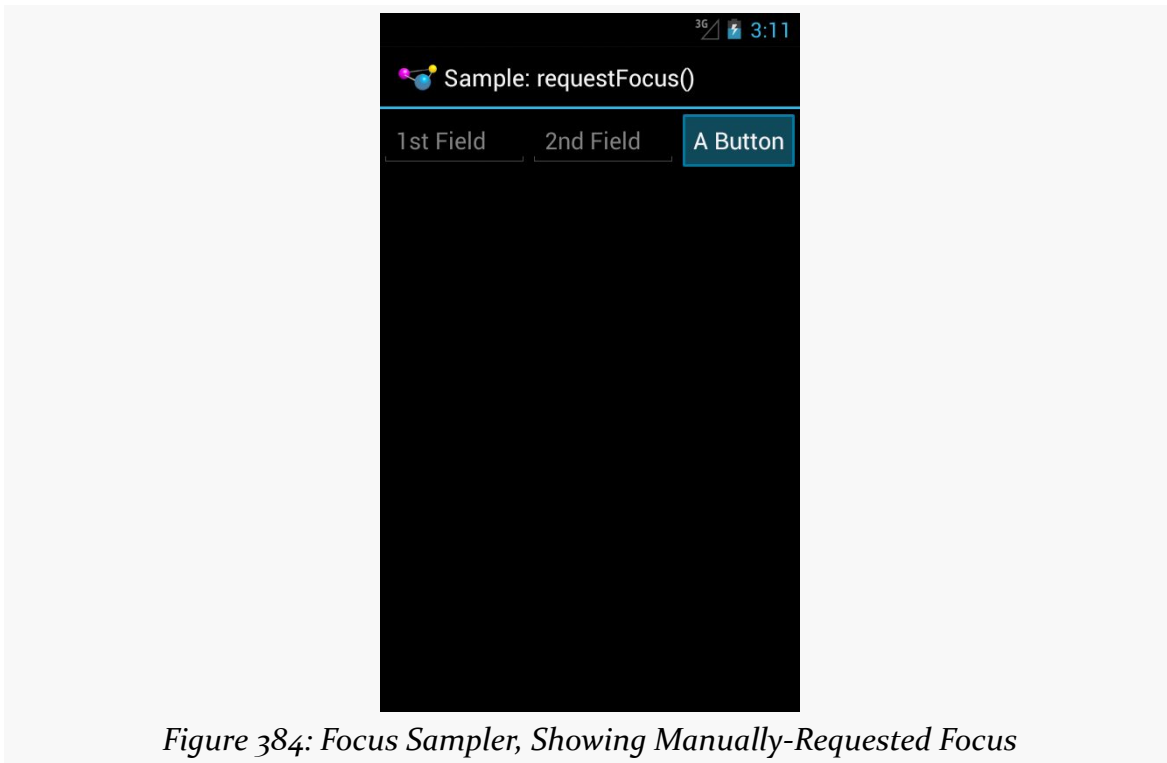 3G 3:11
Sample: requestFocus()
1st Field 2nd Field A Button
Figure 384: Focus Sampler, Showing Manually-Requested Focus